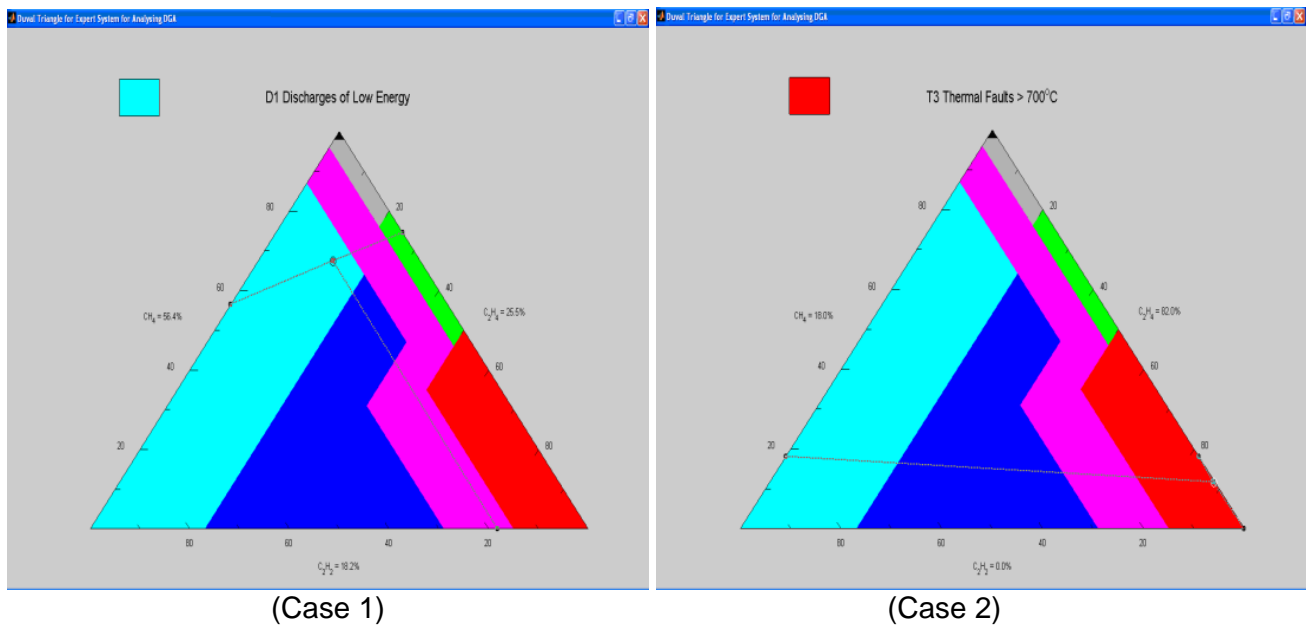 Duval Triangle for Expert System for Analysing DGA
D1 Discharges of Low Energy
80
20
60
40
CH4 = 56.4%
C2H4 = 25.5%
40
60
20
80
80
60
40
20
C2H2 = 18.2%
(Case 1)
Duval Triangle for Expert System for Analysing DGA
T3 Thermal Faults > 700°C
80
20
60
40
CH4 = 18.0%
C2H4 = 82.0%
40
60
20
80
80
60
40
20
C2H2 = 0.0%
(Case 2)